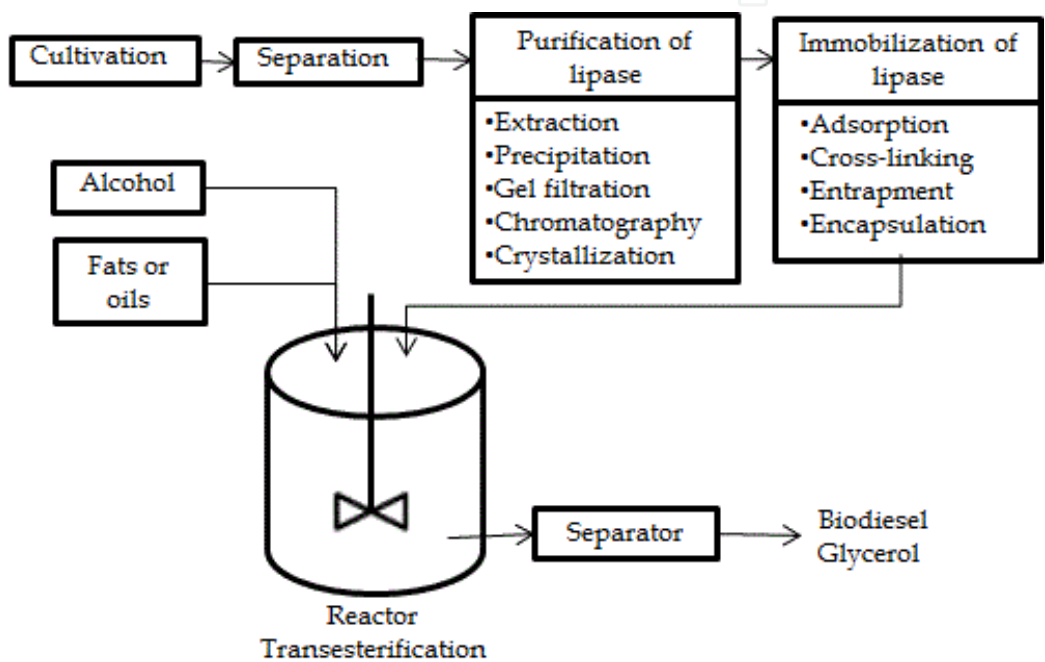 Cultivation
Separation
Purification of
lipase
•Extraction
•Precipitation
•Gel filtration
•Chromatography
•Crystallization
Immobilization of
lipase
•Adsorption
•Cross-linking
•Entrapment
•Encapsulation
Alcohol
Fats or
oils
Separator
Biodiesel
Glycerol
Reactor
Transesterification